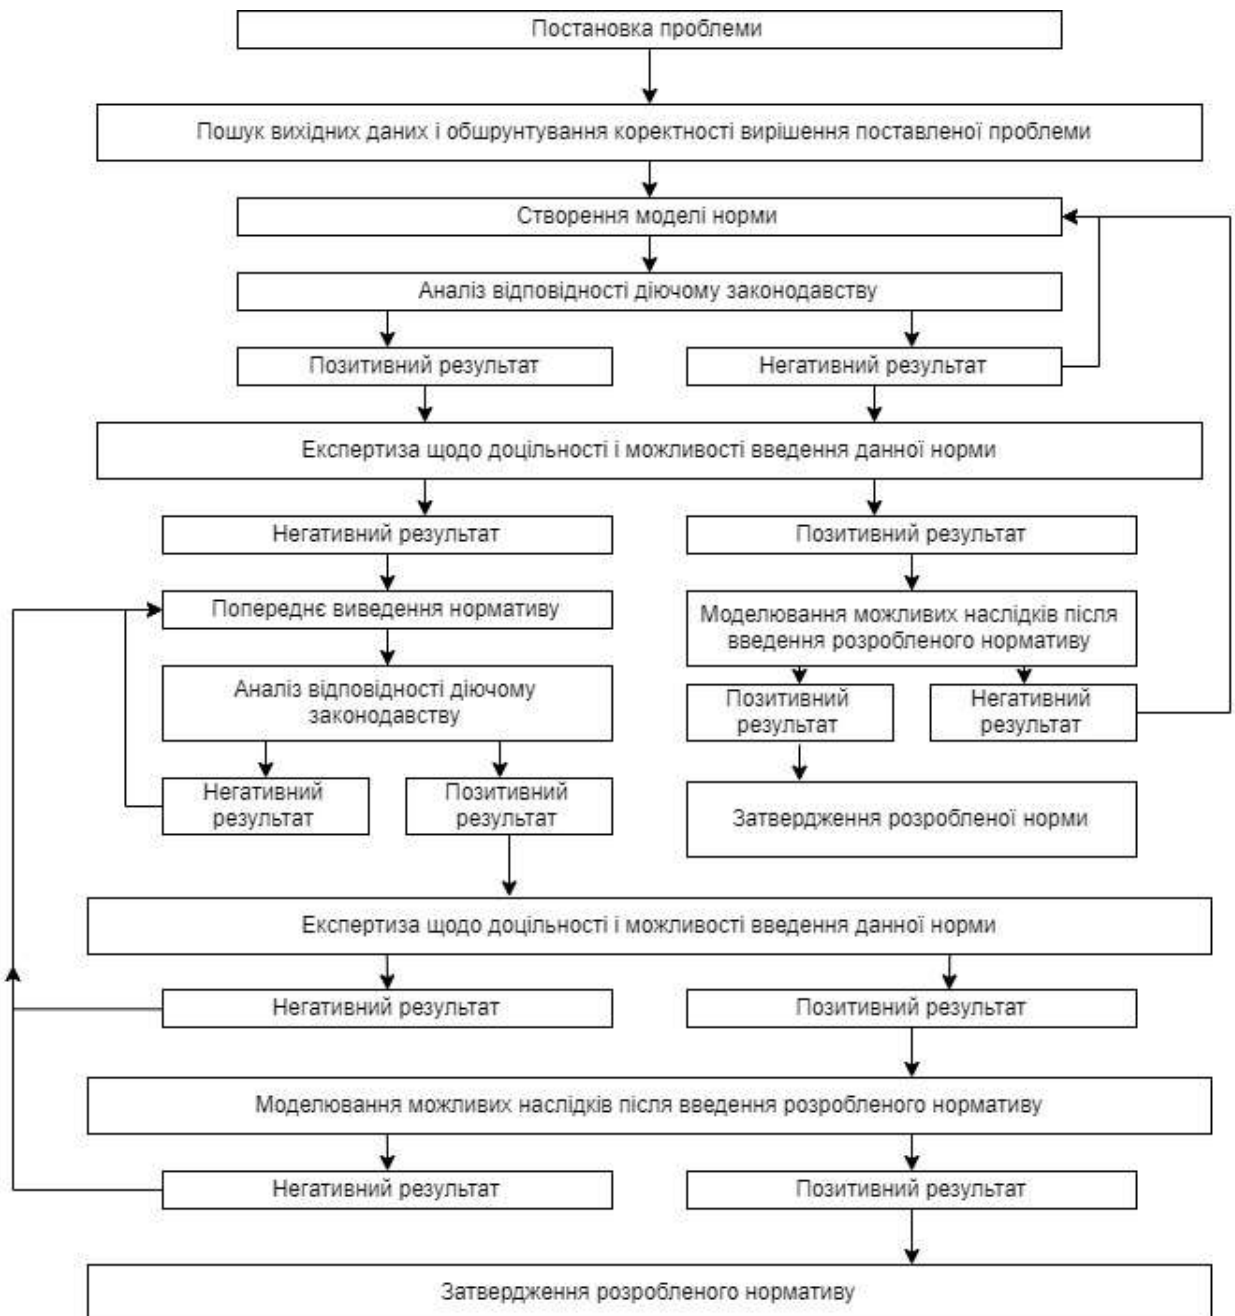 Постановка проблеми
Пошук вихідних даних і обшрунтування коректності вирішення поставленої проблеми
Створення моделі норми
Аналіз відповідності діючому законодавству
Позитивний результат
Негативний результат
Експертиза щодо доцільності і можливості введення данної норми
Негативний результат
Позитивний результат
Попереднє виведення нормативу
Моделювання можливих наслідків після
введення розробленого нормативу
Аналіз відповідності діючому
законодавству
Позитивний
результат
Негативний
результат
Негативний
результат
Позитивний
результат
Затвердження розробленої норми
Експертиза щодо доцільності і можливості введення данної норми
Негативний результат
Позитивний результат
Моделювання можливих наслідків після введення розробленого нормативу
Негативний результат
Позитивний результат
Затвердження розробленого нормативу